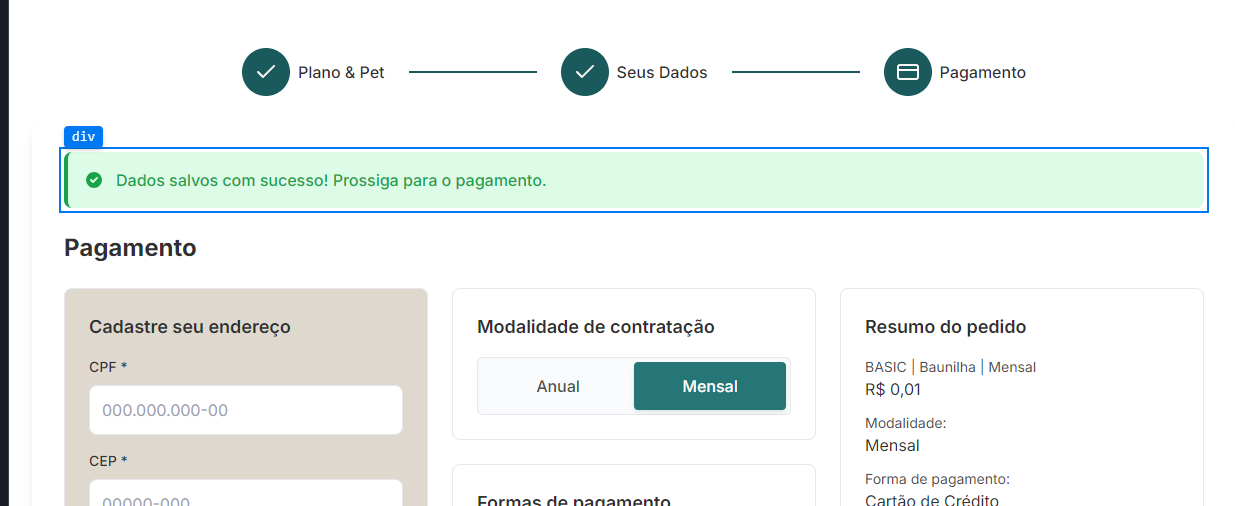 Plano & Pet
Seus Dados
Pagamento
div
Dados salvos com sucesso! Prossiga para o pagamento.
Pagamento
Cadastre seu endereço
CPF *
000.000.000-00
CEP *
00000-000
Modalidade de contratação
Anual
Mensal
Formas de pagamento
Resumo do pedido
BASIC | Baunilha | Mensal
R$ 0,01
Modalidade:
Mensal
Forma de pagamento:
Cartão de Crédito